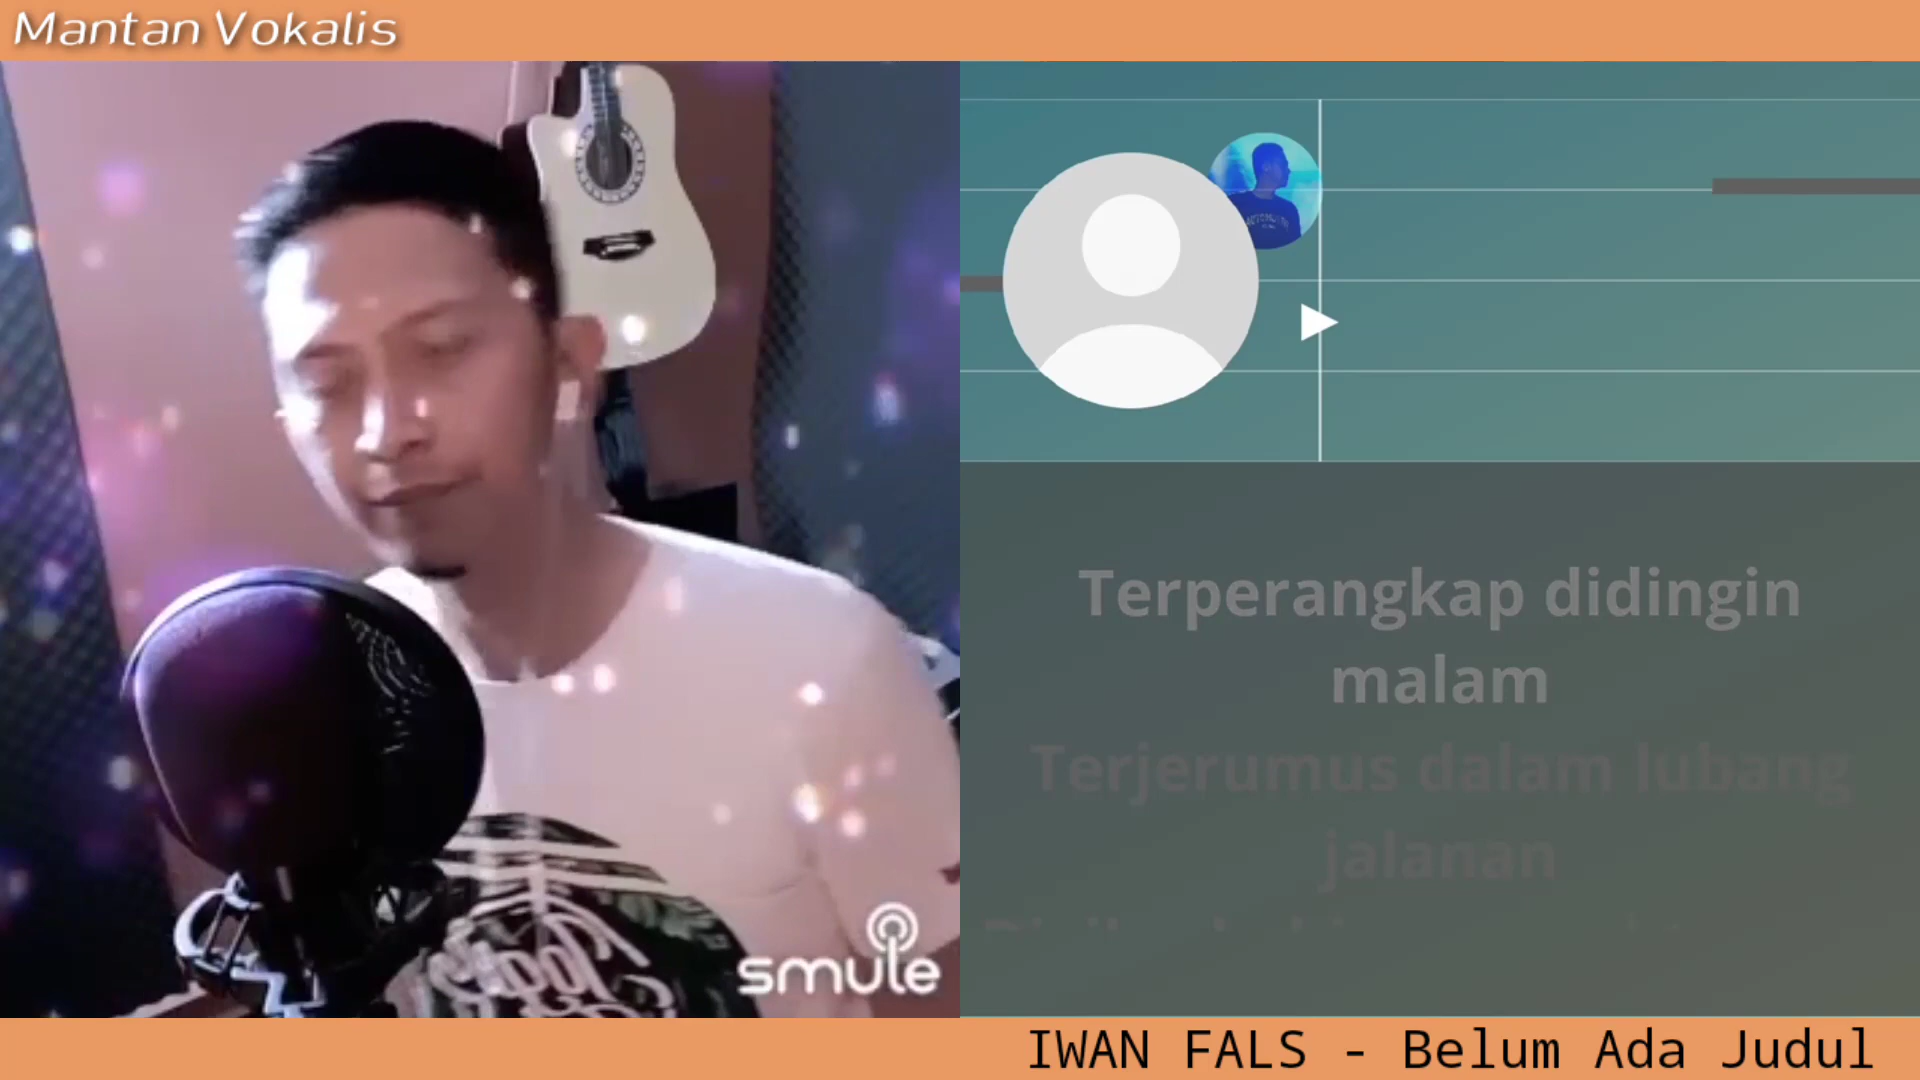 Mantan Vokalis
Terperangkap didingin
malam
Terjerumus dalam lubang
jalanan
smule
IWAN FALS - Belum Ada Judul